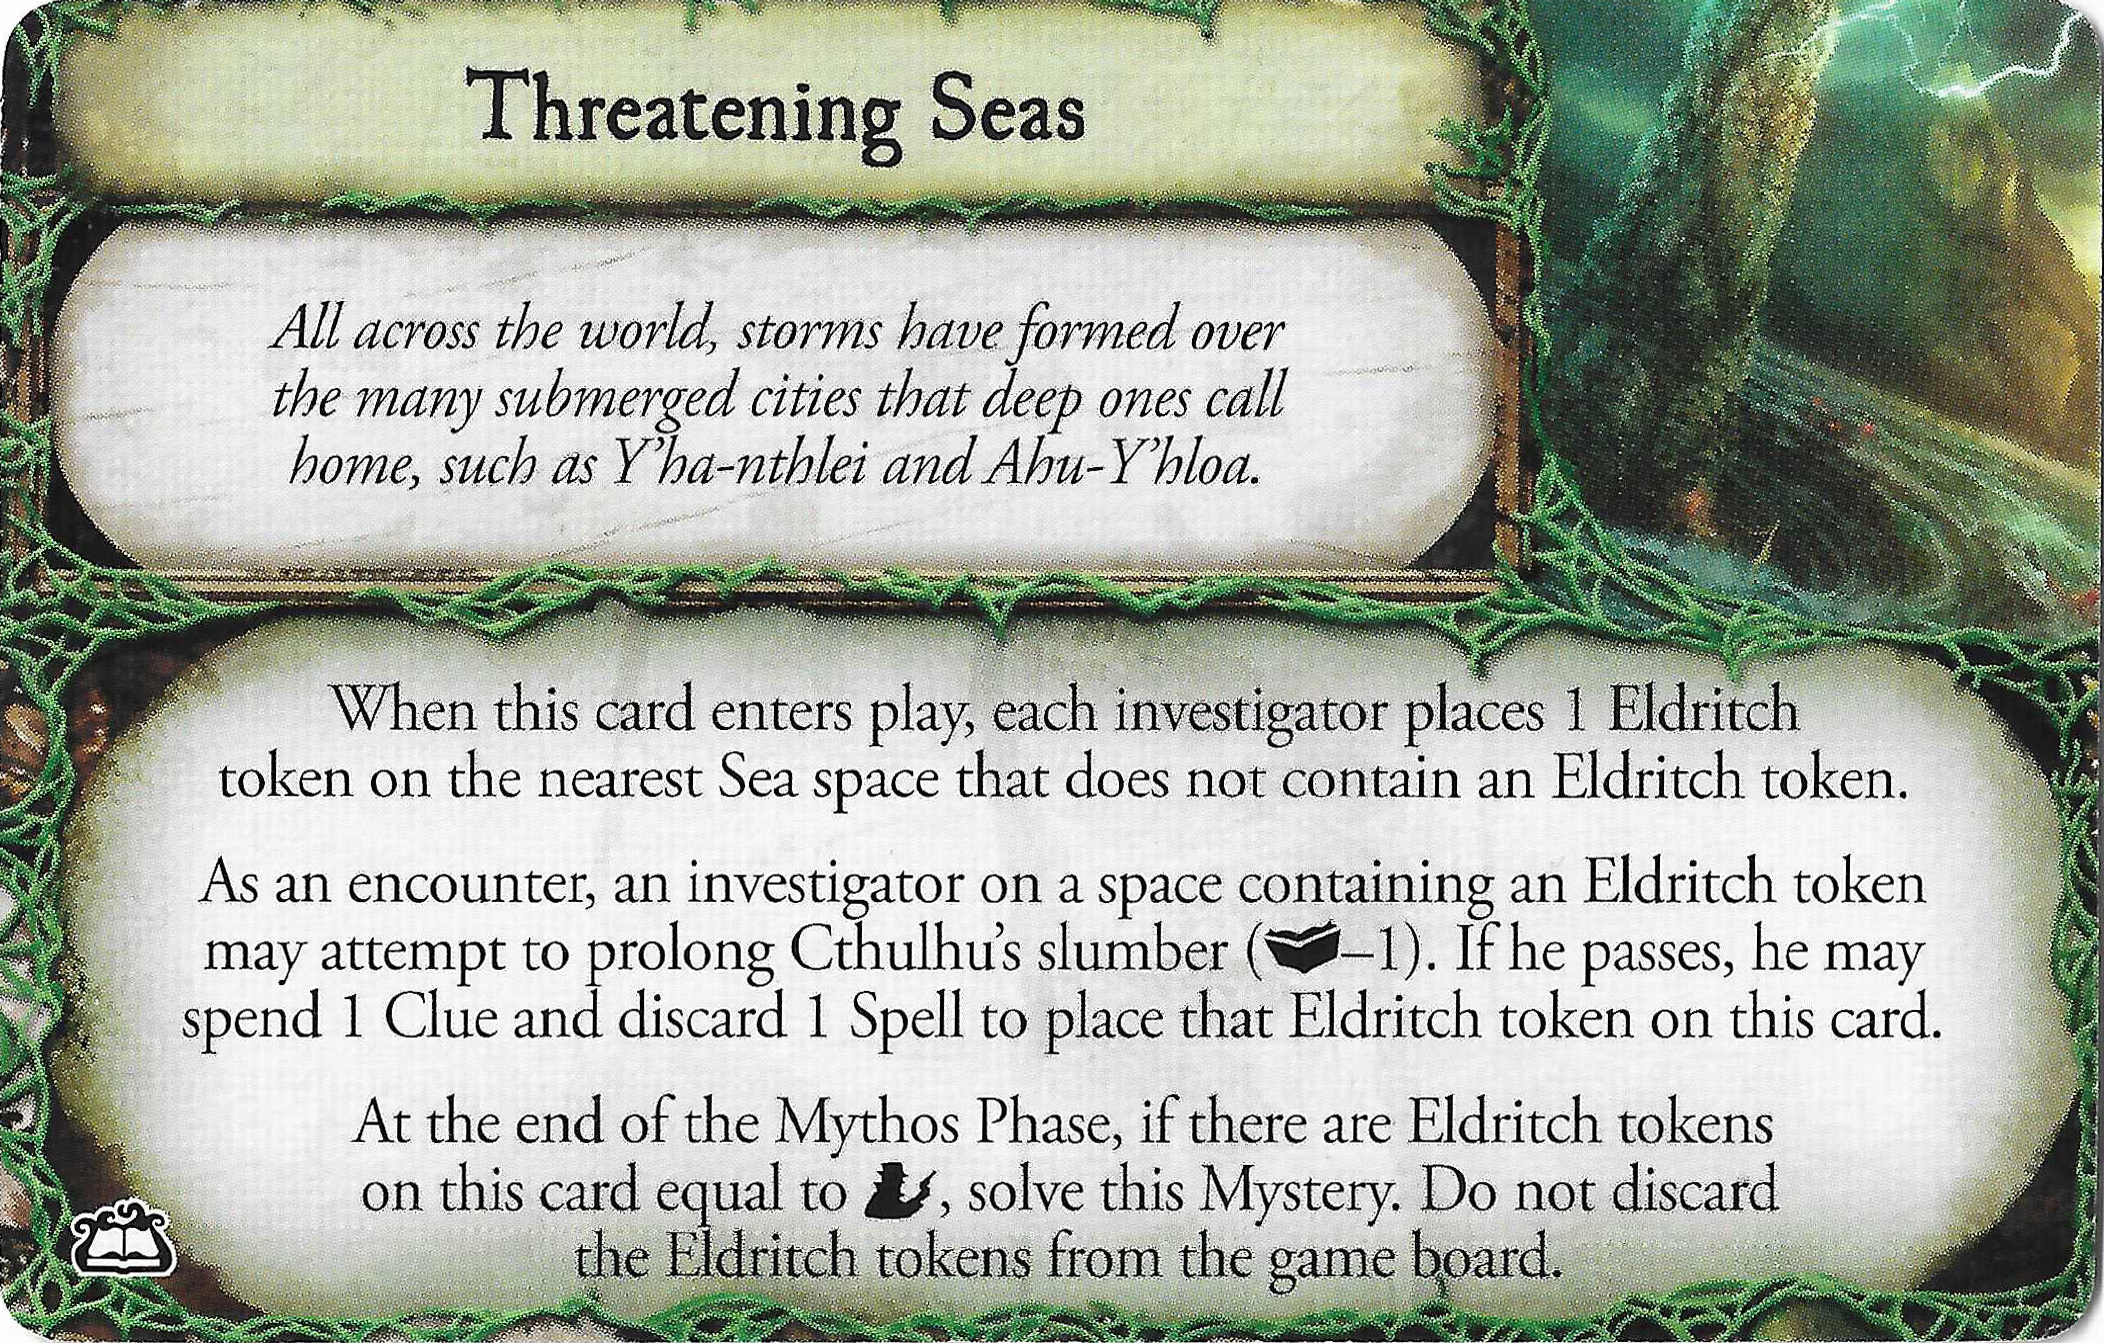 Threatening Seas
All across the world, storms have formed over
the many submerged cities that deep ones call
home, such as Y'ha-nthlei and Ahu-Y'hloa.
When this card enters play, each investigator places 1 Eldritch
token on the nearest Sea space that does not contain an Eldritch token.
As an encounter, an investigator on a space containing an Eldritch token
may attempt to prolong Cthulhu's slumber (–1). If he passes, he may
spend 1 Clue and discard 1 Spell to place that Eldritch token on this card.
At the end of the Mythos Phase, if there are Eldritch tokens
on this card equal to , solve this Mystery. Do not discard
the Eldritch tokens from the game board.